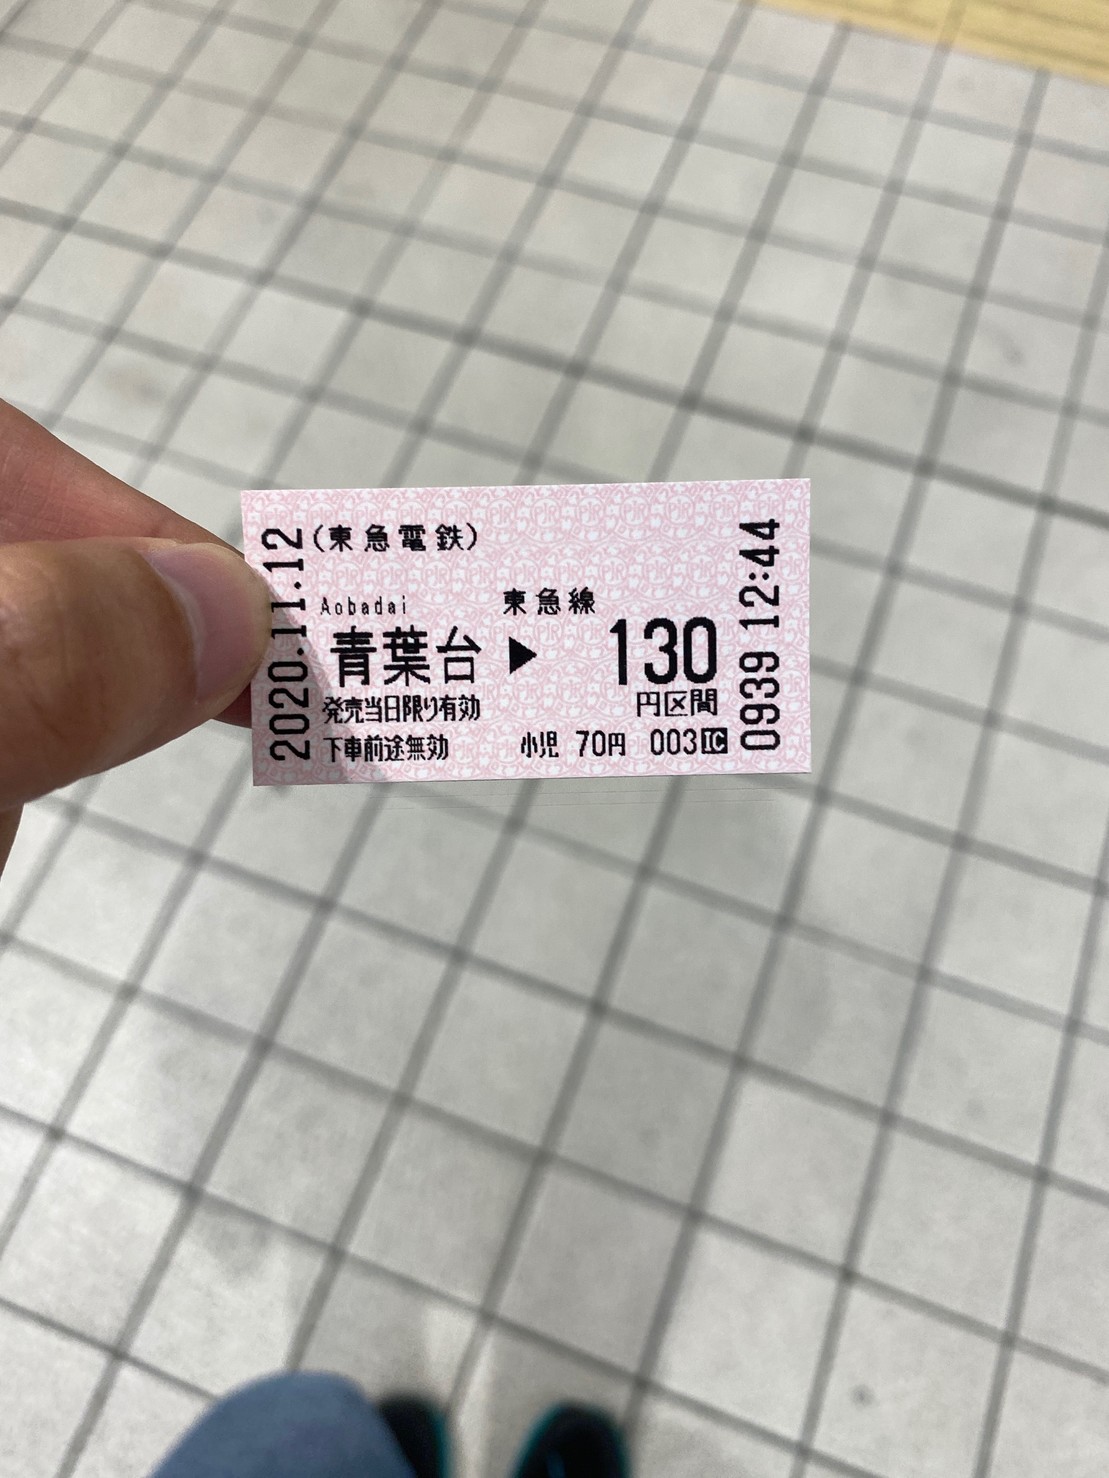 2020.11.12
(東急電鉄)
Aobadai
東急線
青葉台 ▶ 130
円区間
発売当日限り有効
下車前途無効
小児 70円 003 IC
0939 12:44